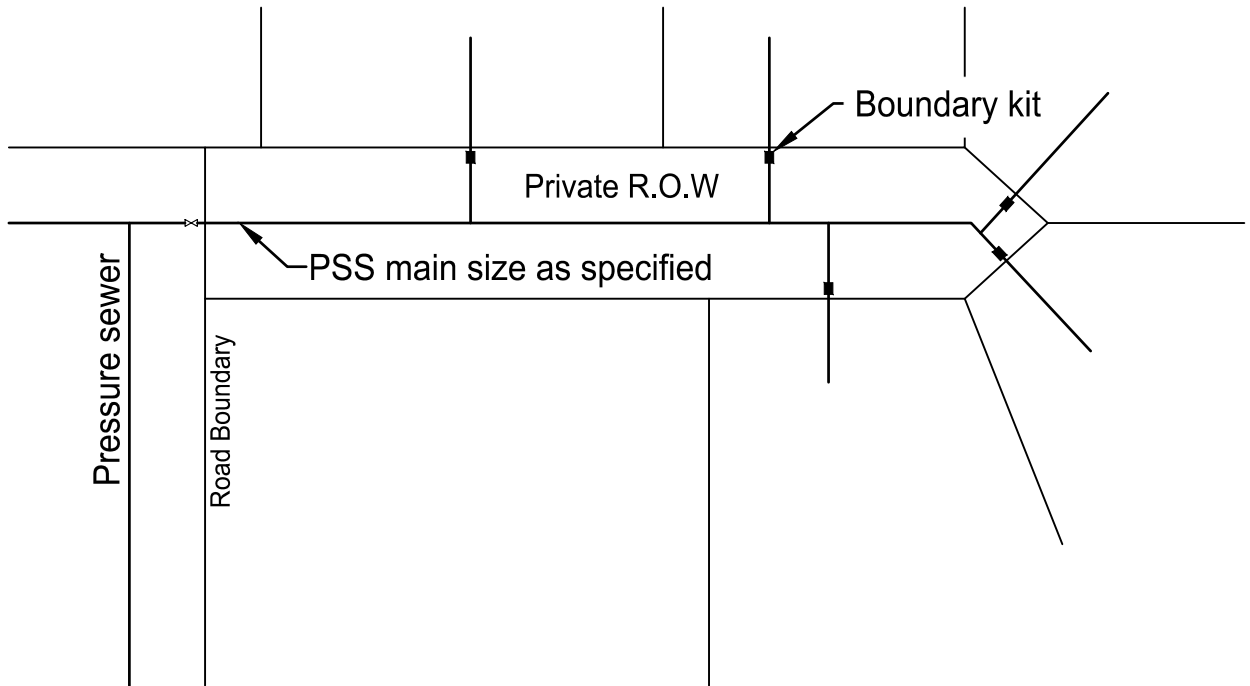 Boundary kit
Private R.O.W
PSS main size as specified
Pressure sewer
Road Boundary